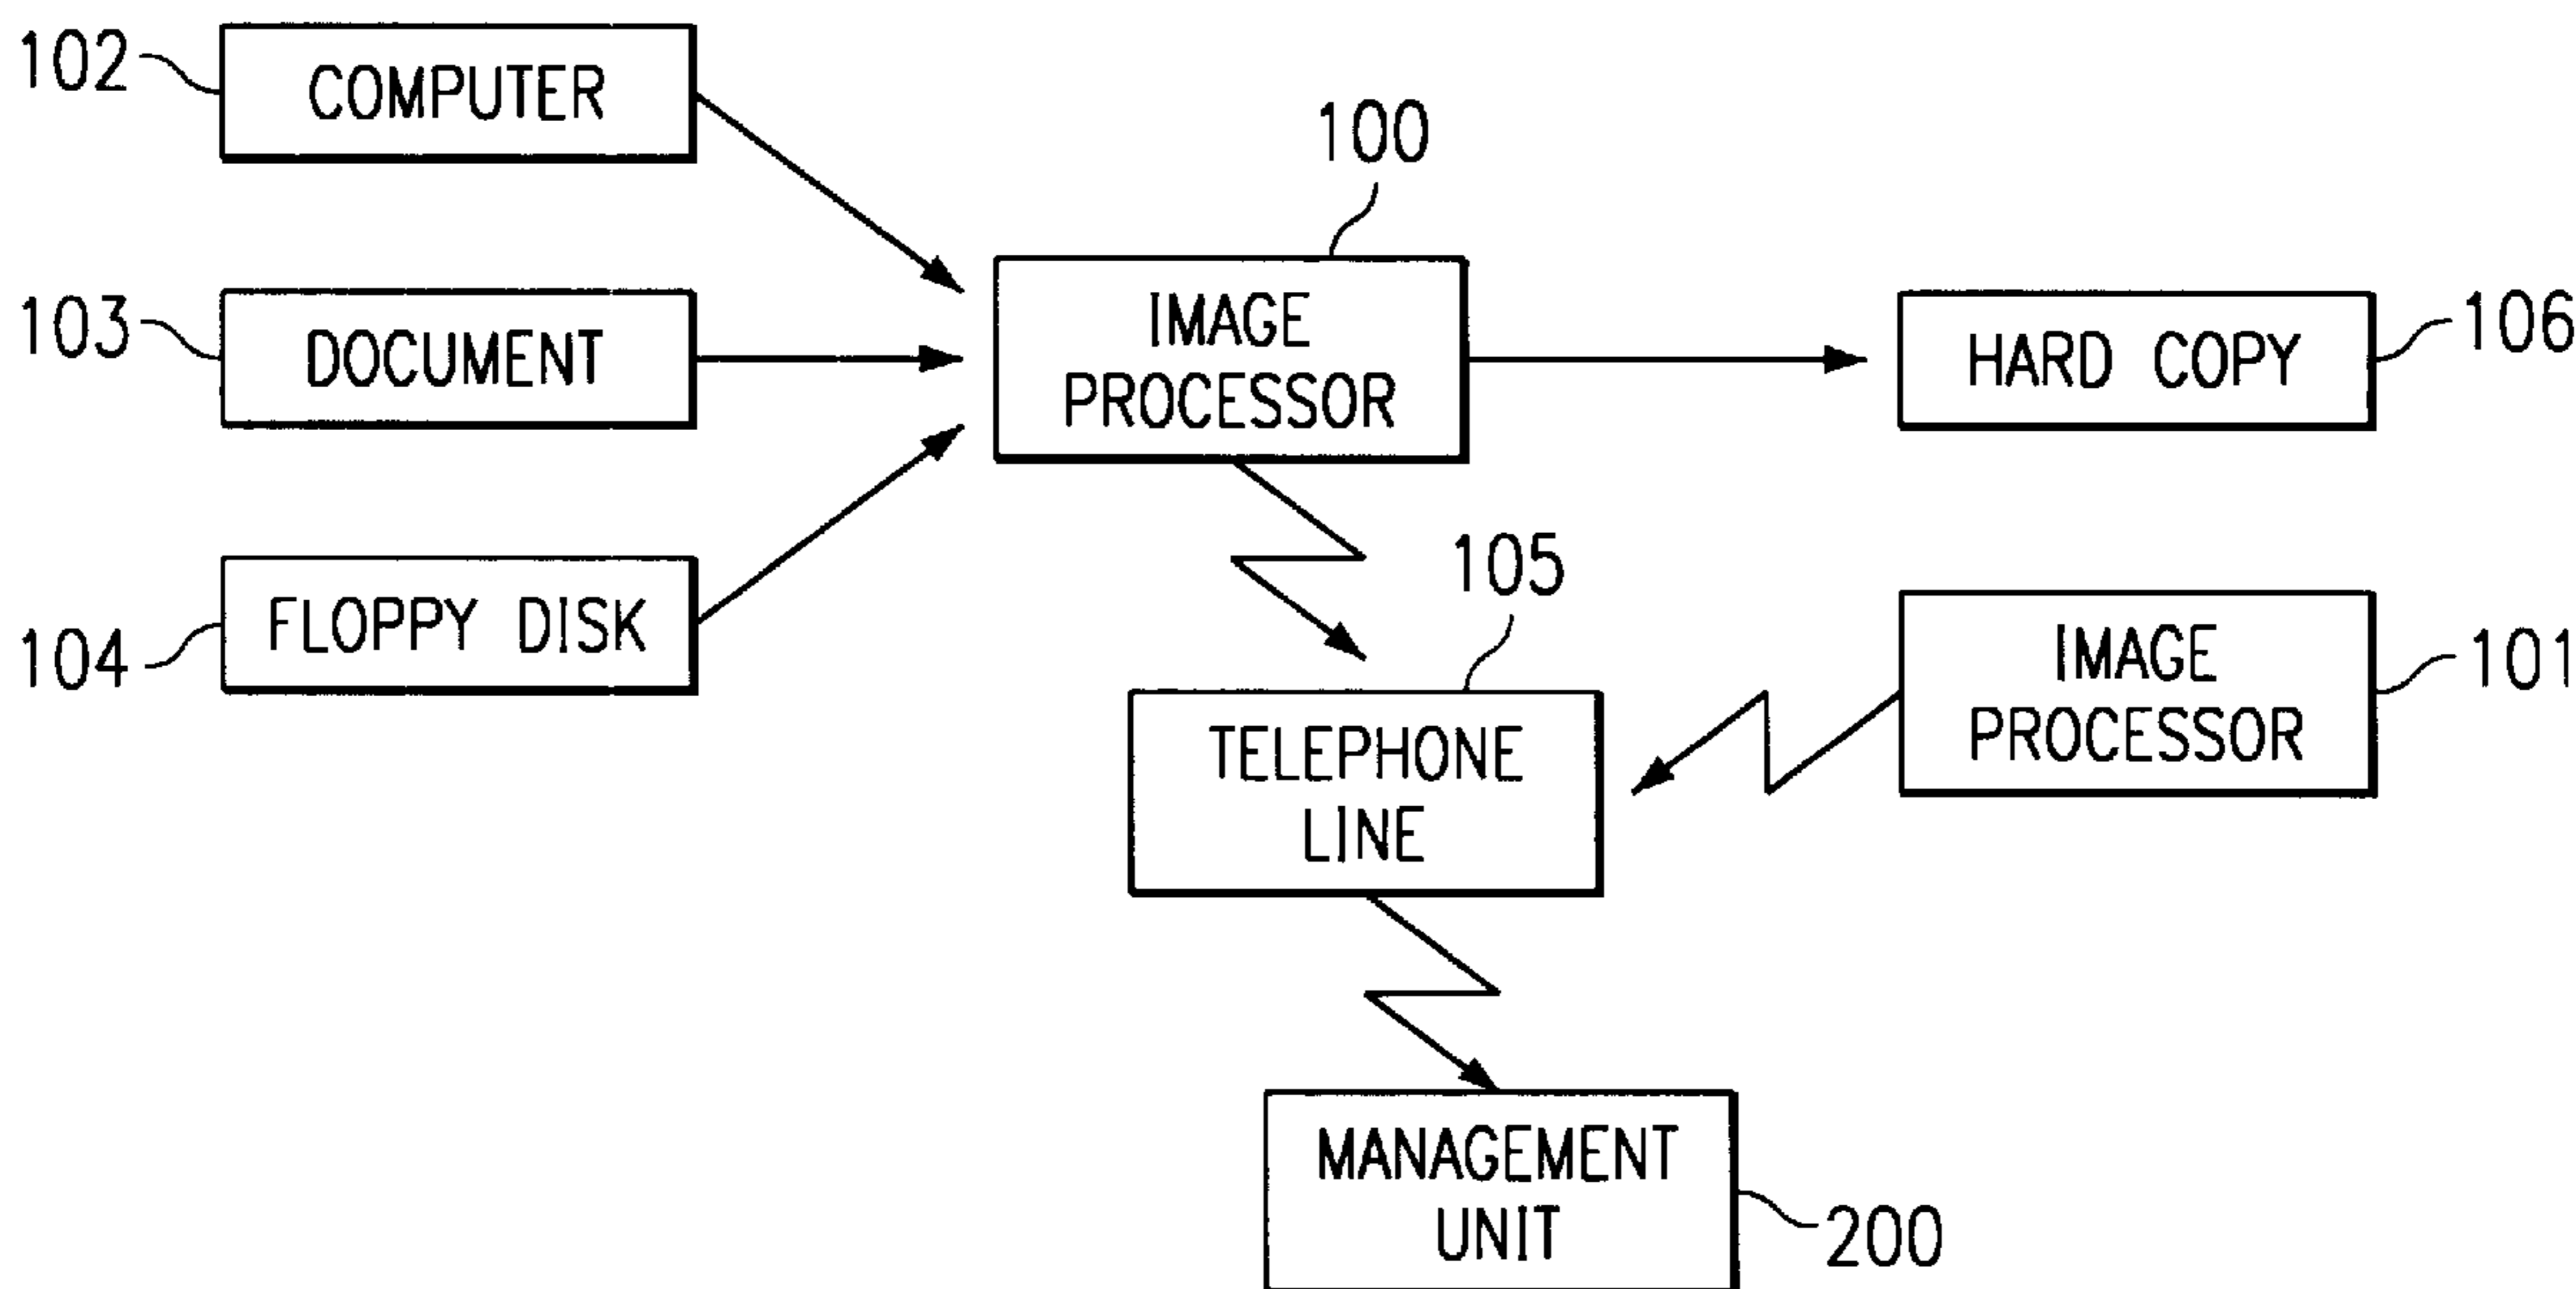 102
COMPUTER
100
103
DOCUMENT
IMAGE
PROCESSOR
HARD COPY
106
104
FLOPPY DISK
105
TELEPHONE
LINE
IMAGE
PROCESSOR
101
MANAGEMENT
UNIT
200